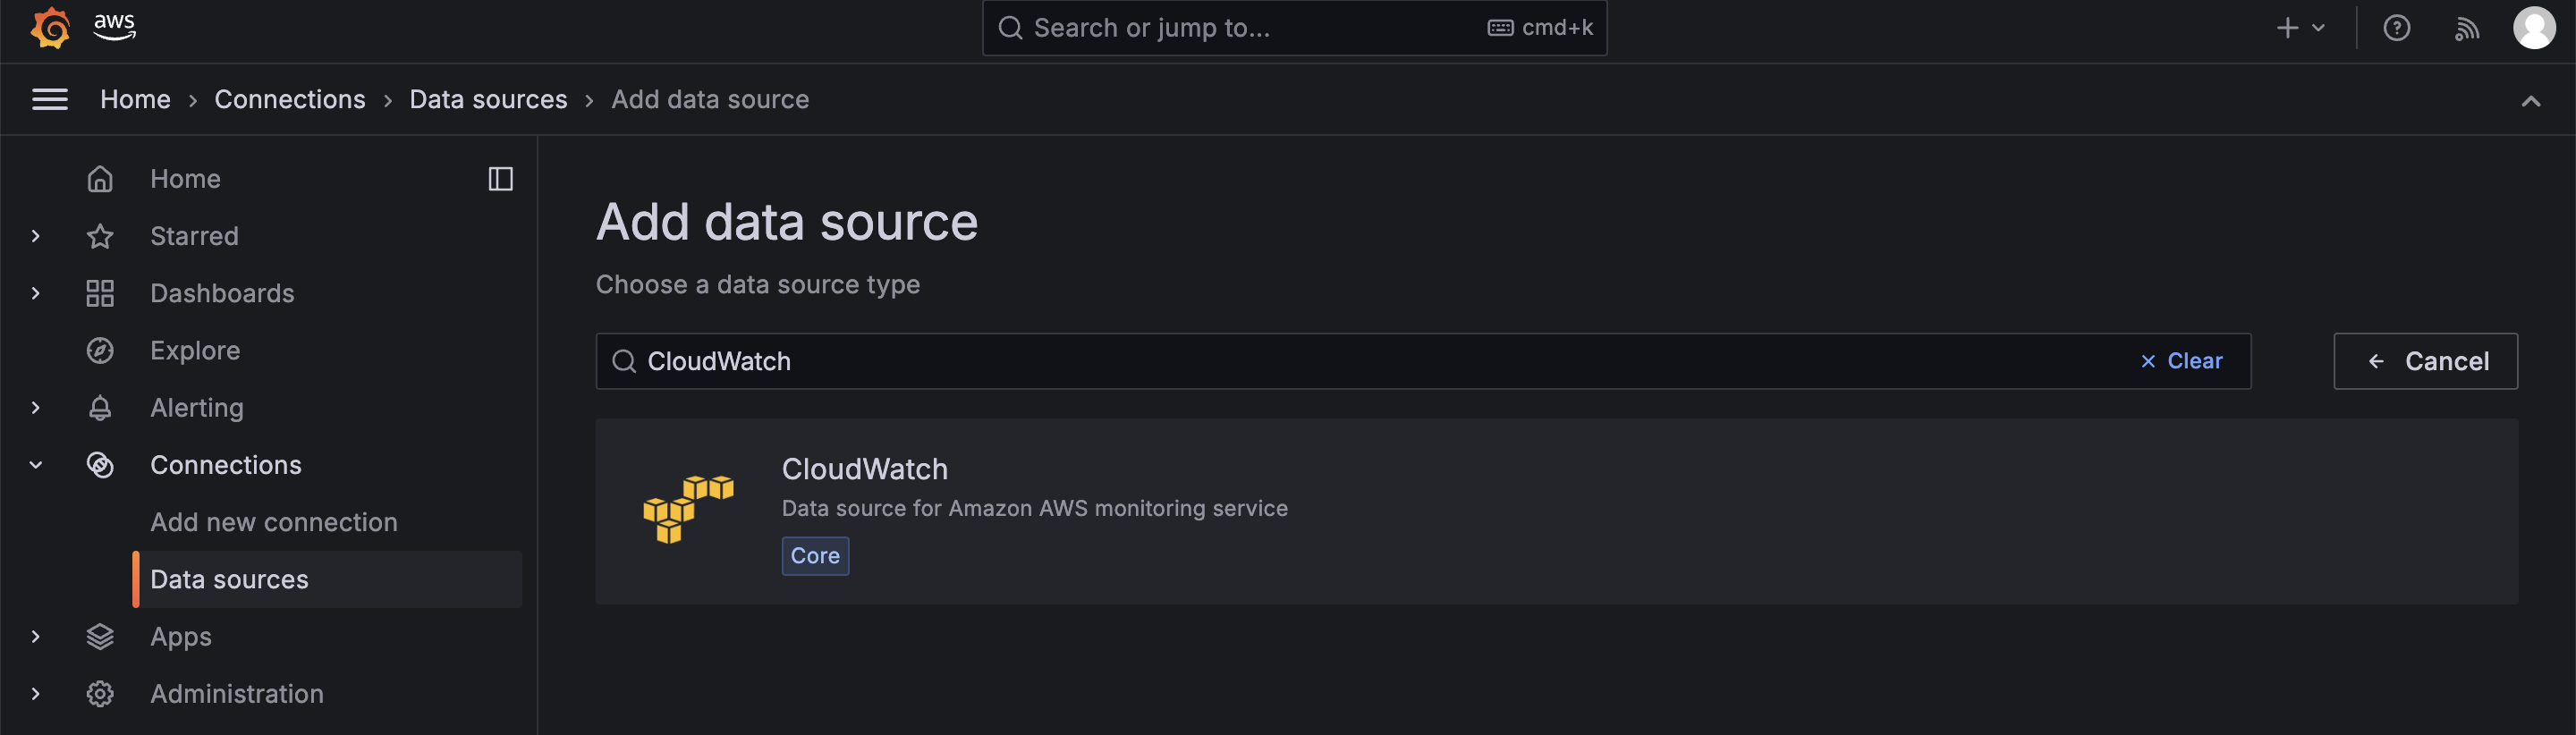 aws
Search or jump to...
cmd+k
Home
Connections
Data sources
Add data source
Home
Starred
Dashboards
Explore
Alerting
Connections
Add new connection
Data sources
Apps
Administration
Add data source
Choose a data source type
CloudWatch
Clear
Cancel
CloudWatch
Data source for Amazon AWS monitoring service
Core